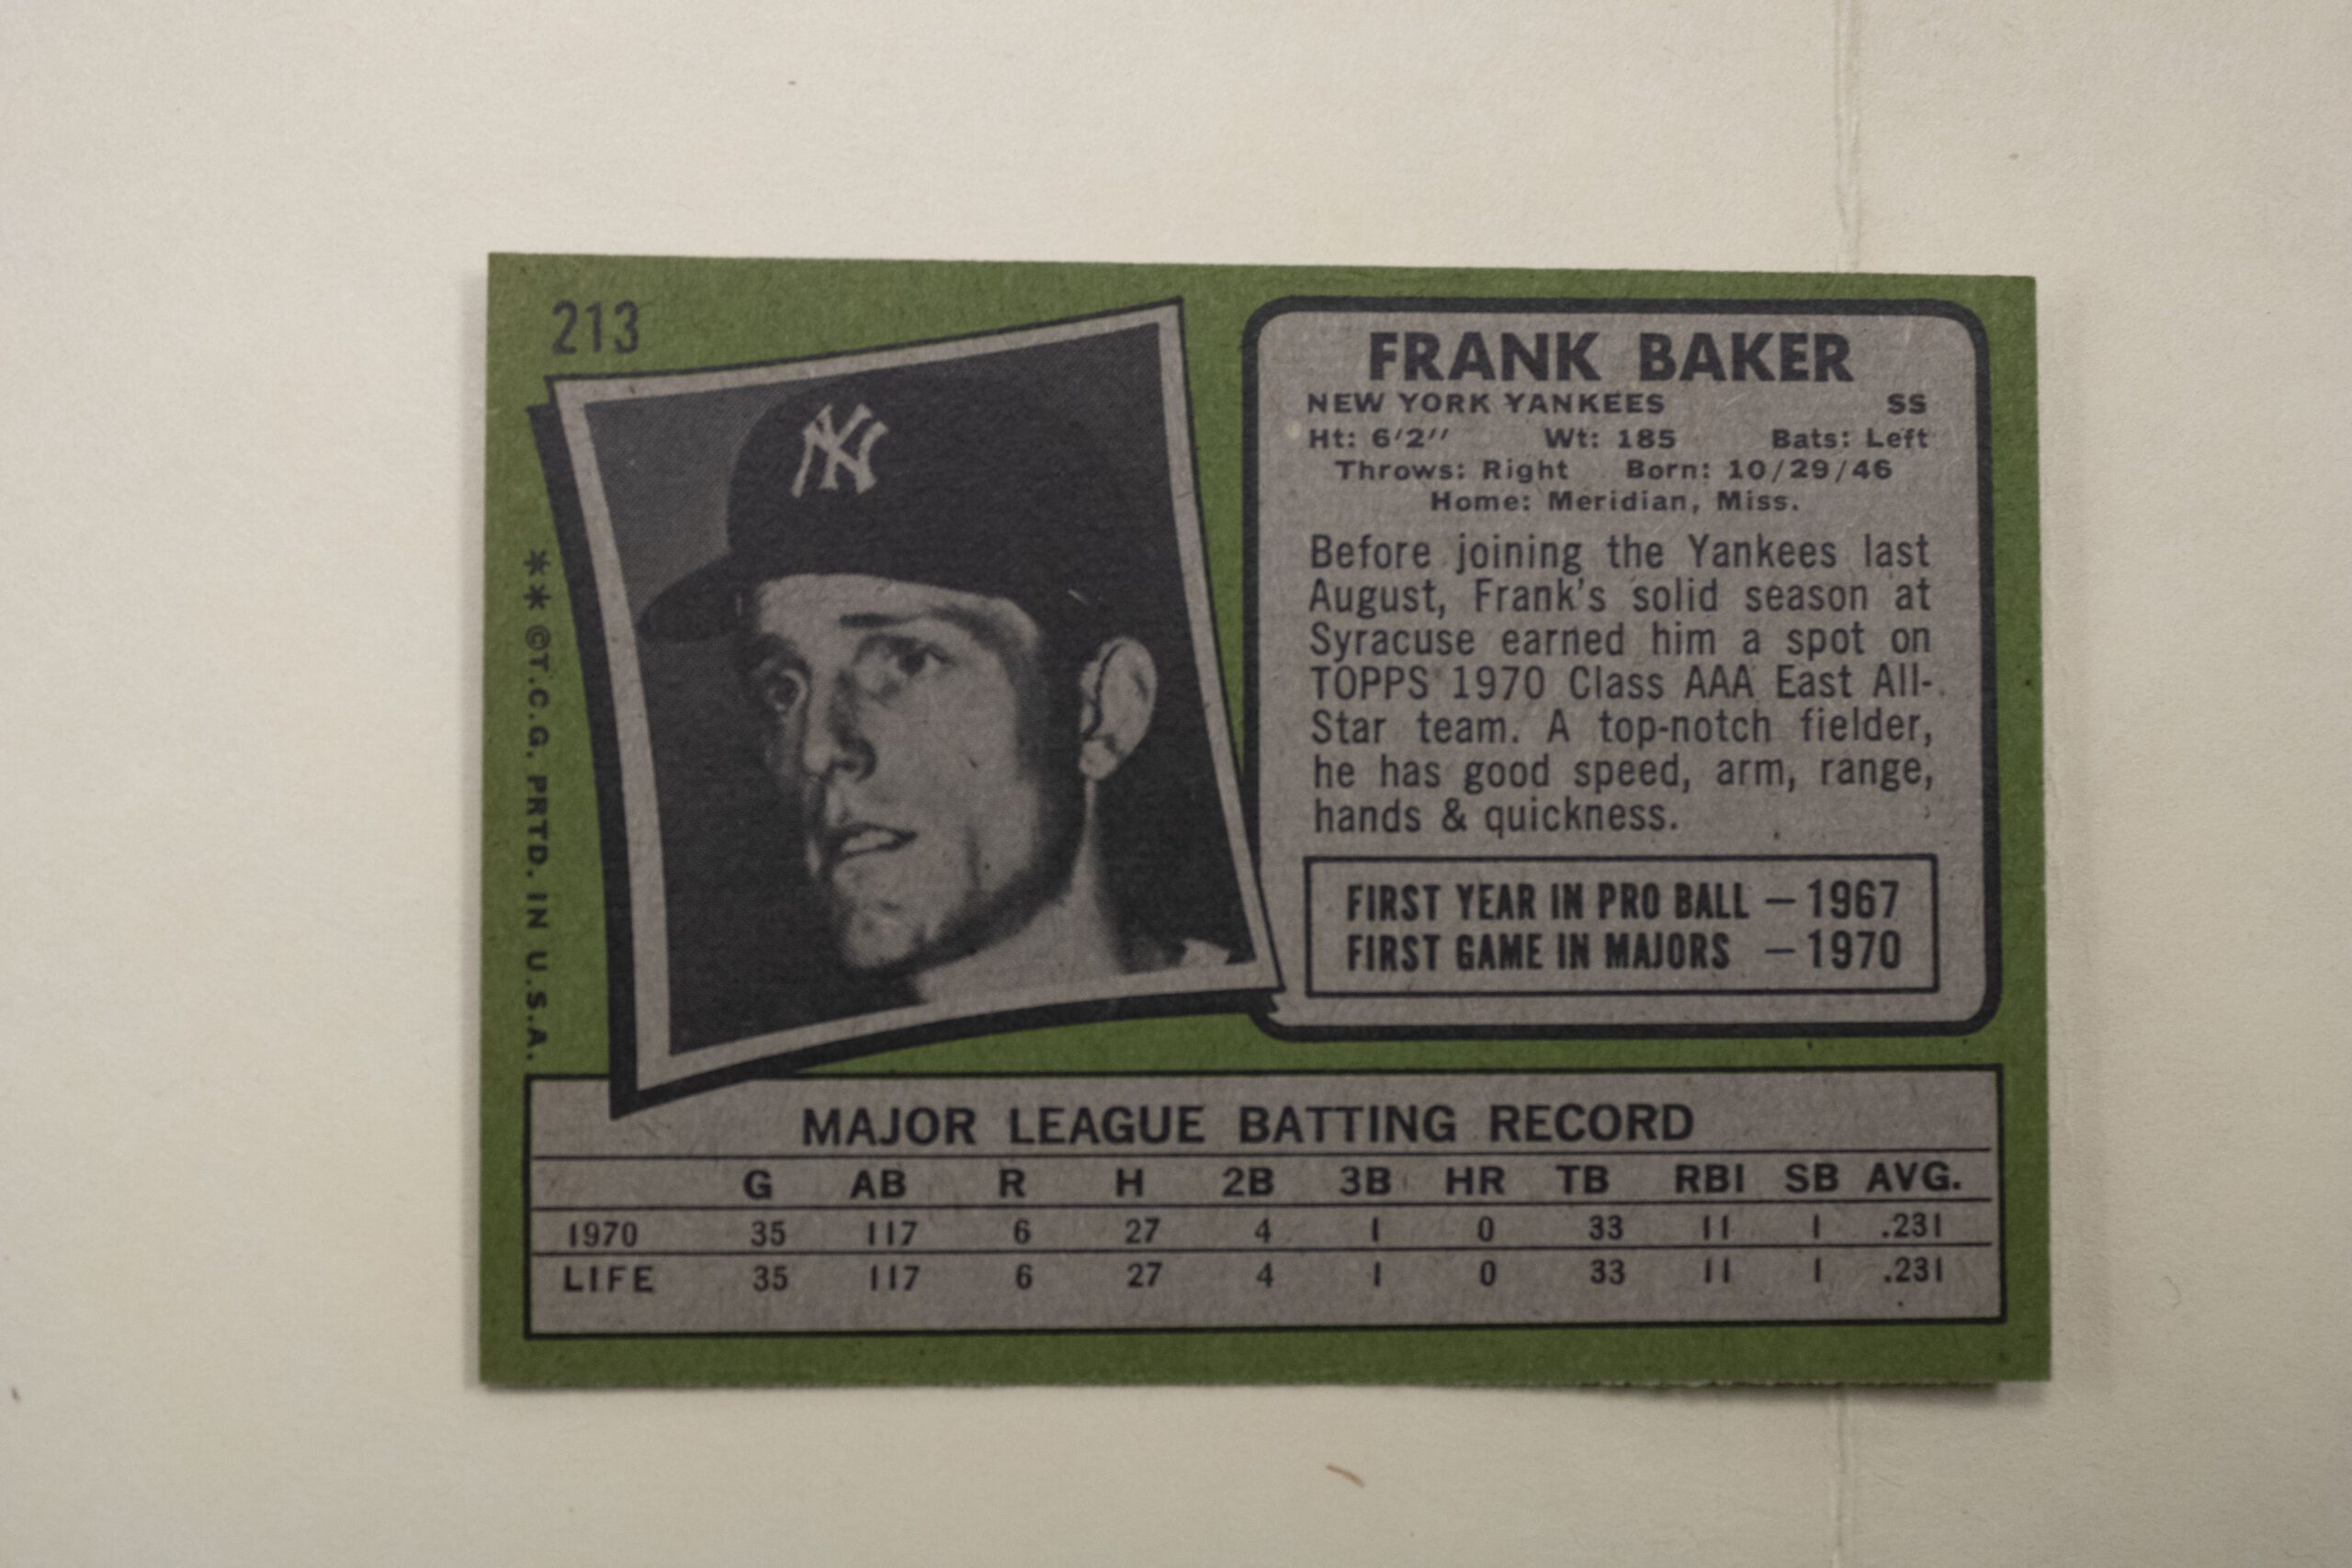 213
FRANK BAKER
NEW YORK YANKEES SS
Ht: 6'2'' Wt: 185 Bats: Left
Throws: Right Born: 10/29/46
Home: Meridian, Miss.
Before joining the Yankees last
August, Frank's solid season at
Syracuse earned him a spot on
TOPPS 1970 Class AAA East All-
Star team. A top-notch fielder,
he has good speed, arm, range,
hands & quickness.
FIRST YEAR IN PRO BALL — 1967
FIRST GAME IN MAJORS — 1970
NY
** ©T.C.G. PRTD. IN U.S.A.
MAJOR LEAGUE BATTING RECORD
G AB R H 2B 3B HR TB RBI SB AVG.
1970 35 117 6 27 4 1 0 33 11 1 .231
LIFE 35 117 6 27 4 1 0 33 11 1 .231